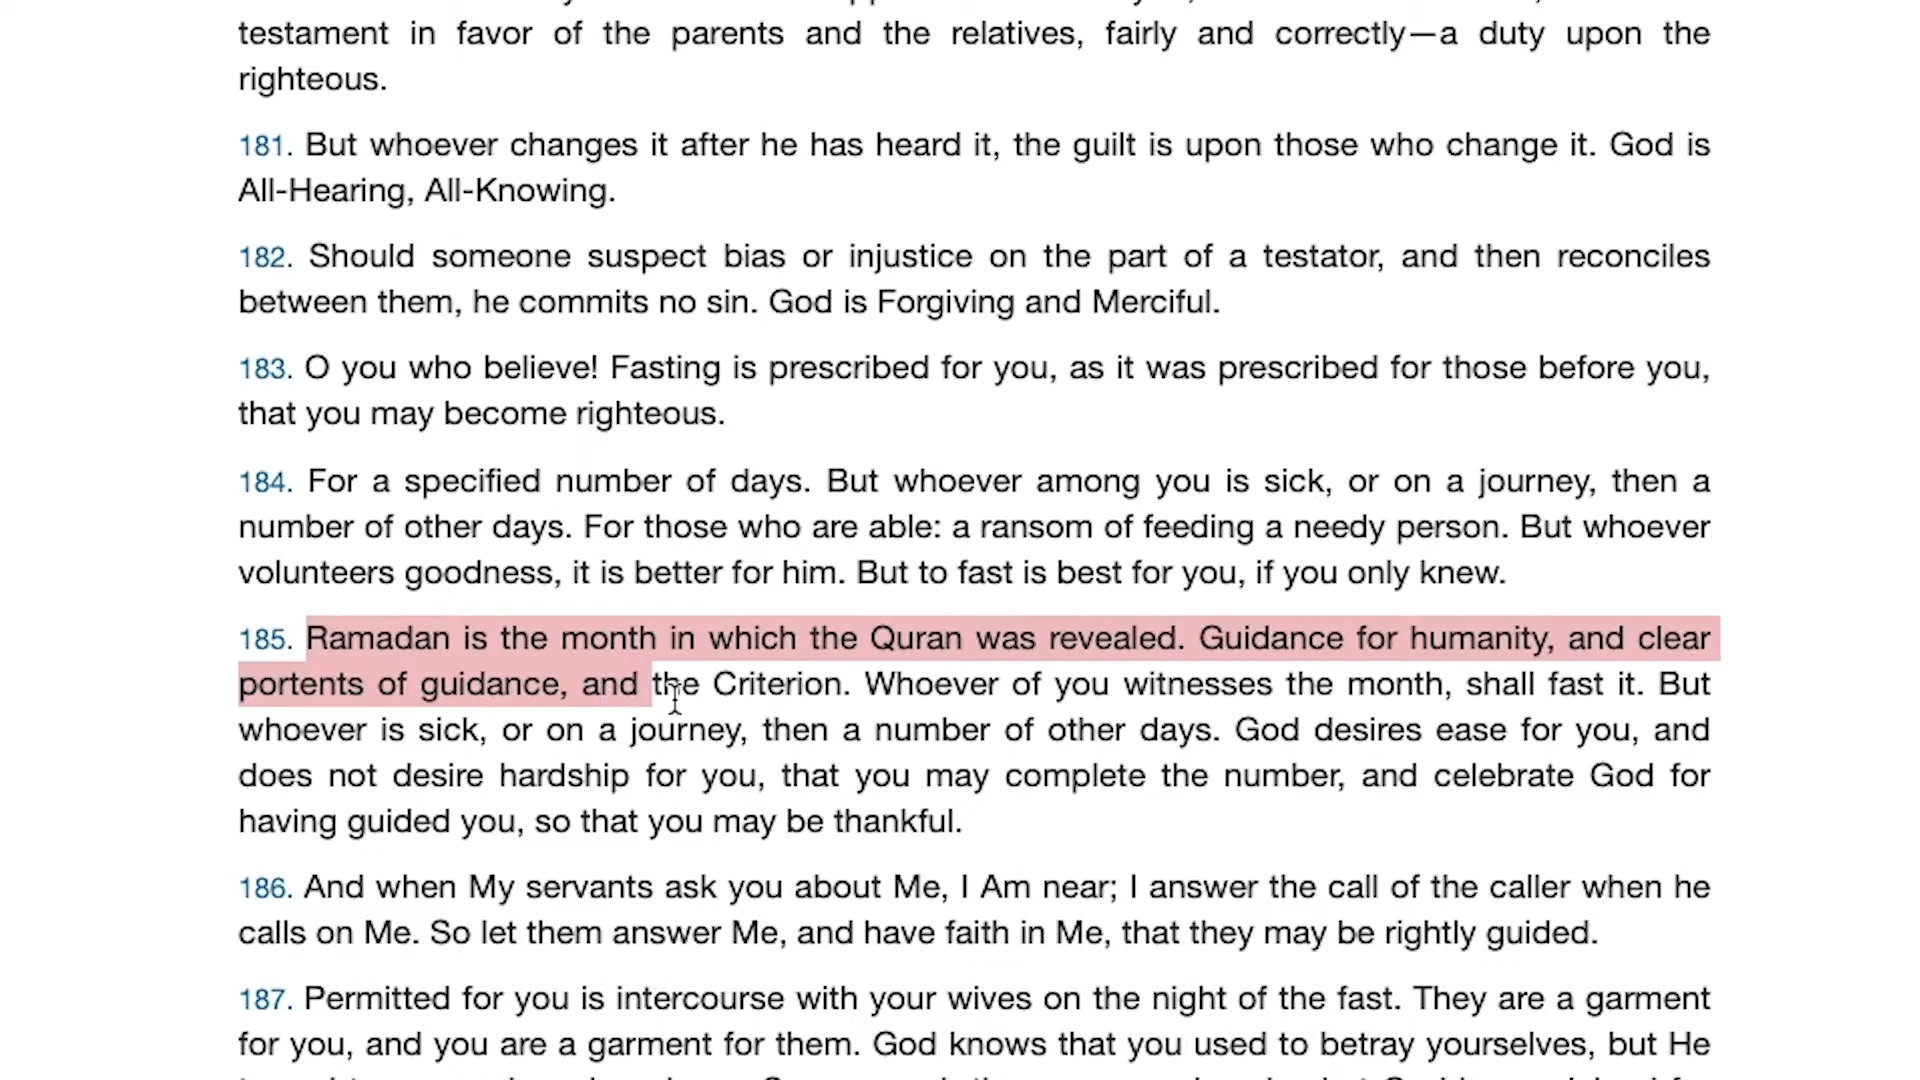 testament in favor of the parents and the relatives, fairly and correctly—a duty upon the
righteous.
181. But whoever changes it after he has heard it, the guilt is upon those who change it. God is
All-Hearing, All-Knowing.
182. Should someone suspect bias or injustice on the part of a testator, and then reconciles
between them, he commits no sin. God is Forgiving and Merciful.
183. O you who believe! Fasting is prescribed for you, as it was prescribed for those before you,
that you may become righteous.
184. For a specified number of days. But whoever among you is sick, or on a journey, then a
number of other days. For those who are able: a ransom of feeding a needy person. But whoever
volunteers goodness, it is better for him. But to fast is best for you, if you only knew.
185. Ramadan is the month in which the Quran was revealed. Guidance for humanity, and clear
portents of guidance, and the Criterion. Whoever of you witnesses the month, shall fast it. But
whoever is sick, or on a journey, then a number of other days. God desires ease for you, and
does not desire hardship for you, that you may complete the number, and celebrate God for
having guided you, so that you may be thankful.
186. And when My servants ask you about Me, I Am near; I answer the call of the caller when he
calls on Me. So let them answer Me, and have faith in Me, that they may be rightly guided.
187. Permitted for you is intercourse with your wives on the night of the fast. They are a garment
for you, and you are a garment for them. God knows that you used to betray yourselves, but He